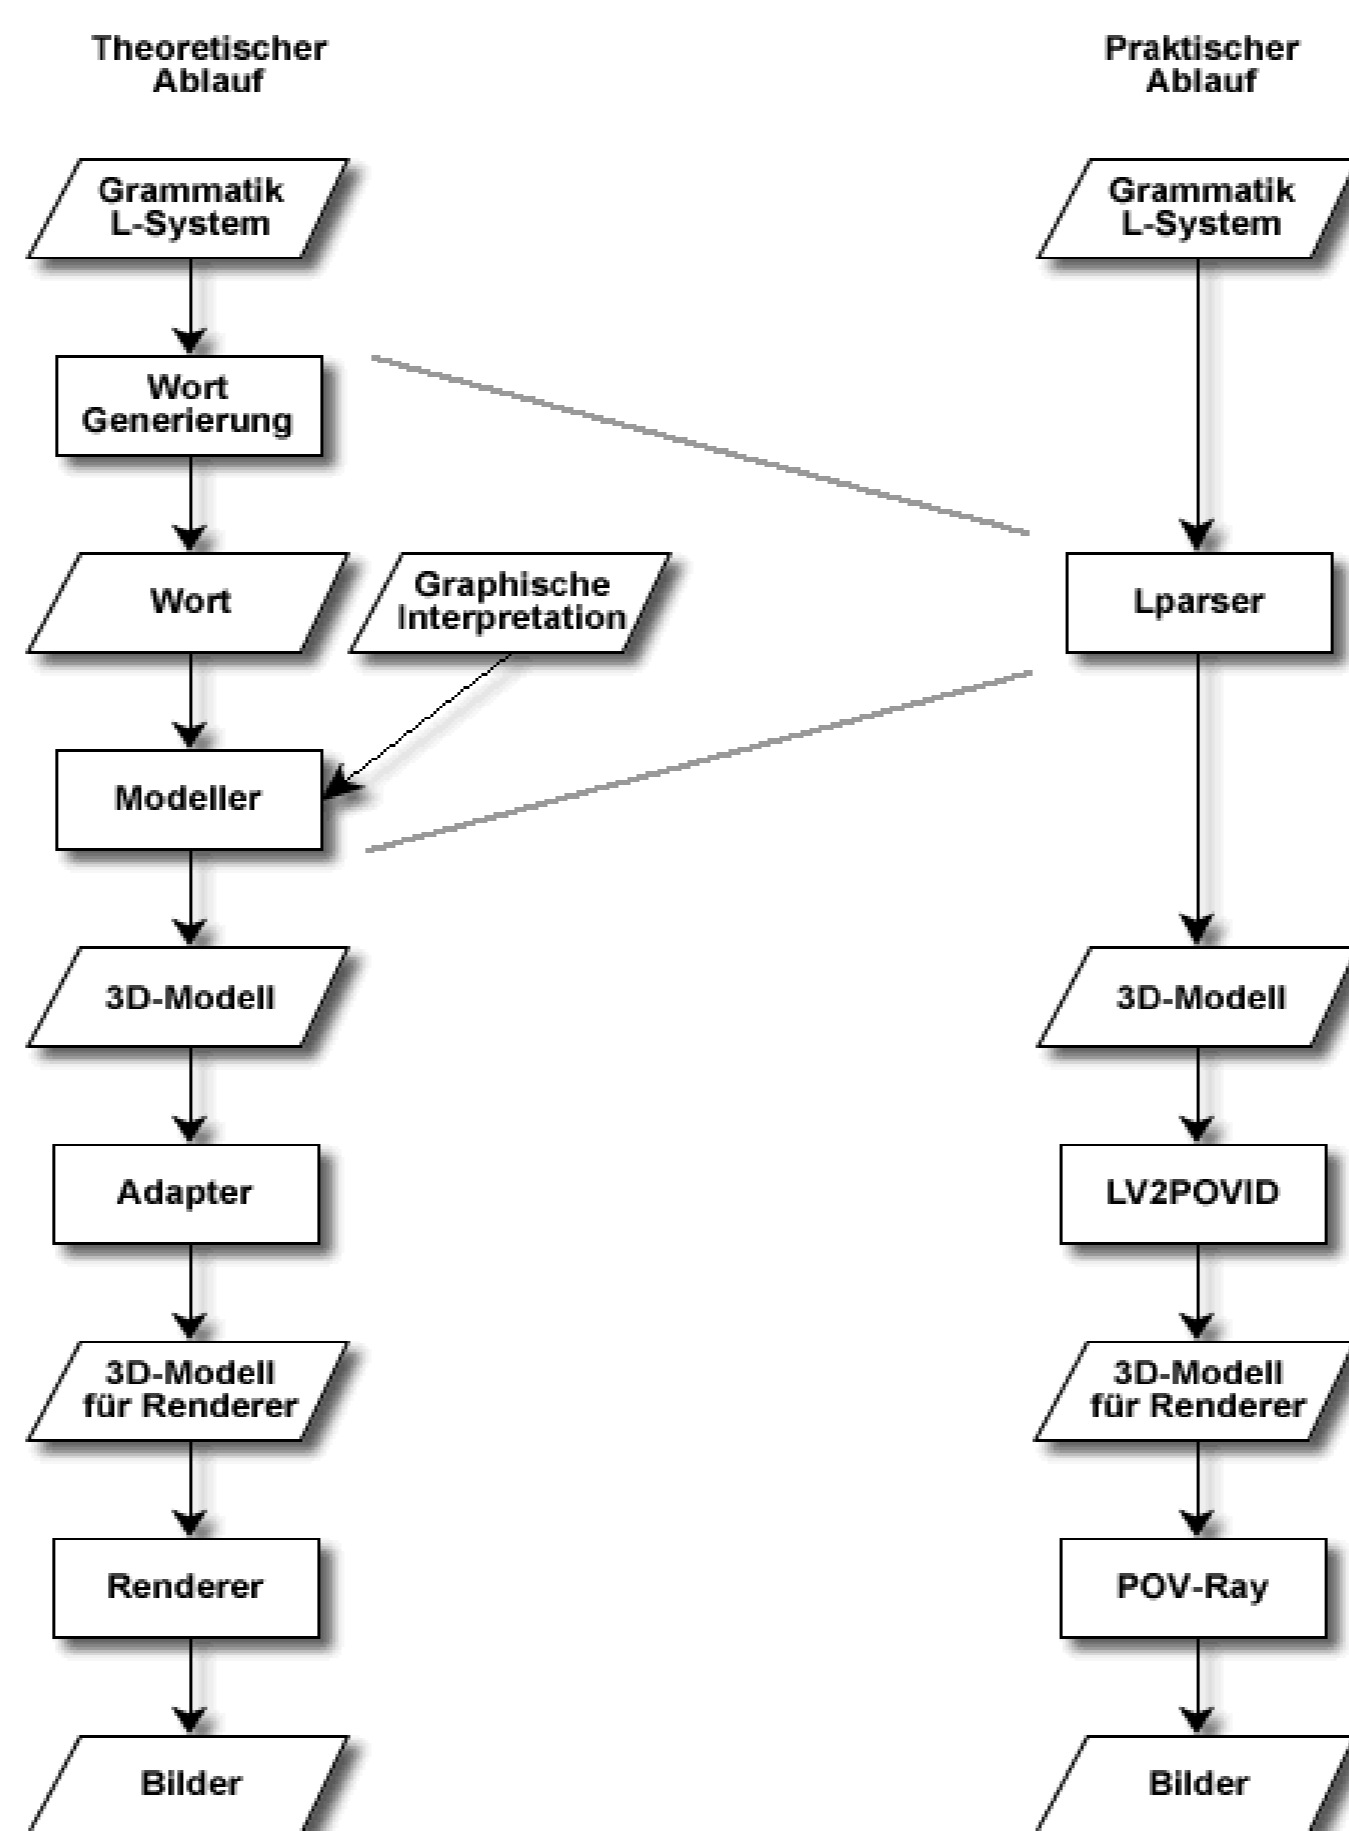 Theoretischer
Ablauf
Grammatik
L-System
Wort
Generierung
Wort
Graphische
Interpretation
Modeller
3D-Modell
Adapter
3D-Modell
für Renderer
Renderer
Bilder
Praktischer
Ablauf
Grammatik
L-System
Lparser
3D-Modell
LV2POVID
3D-Modell
für Renderer
POV-Ray
Bilder